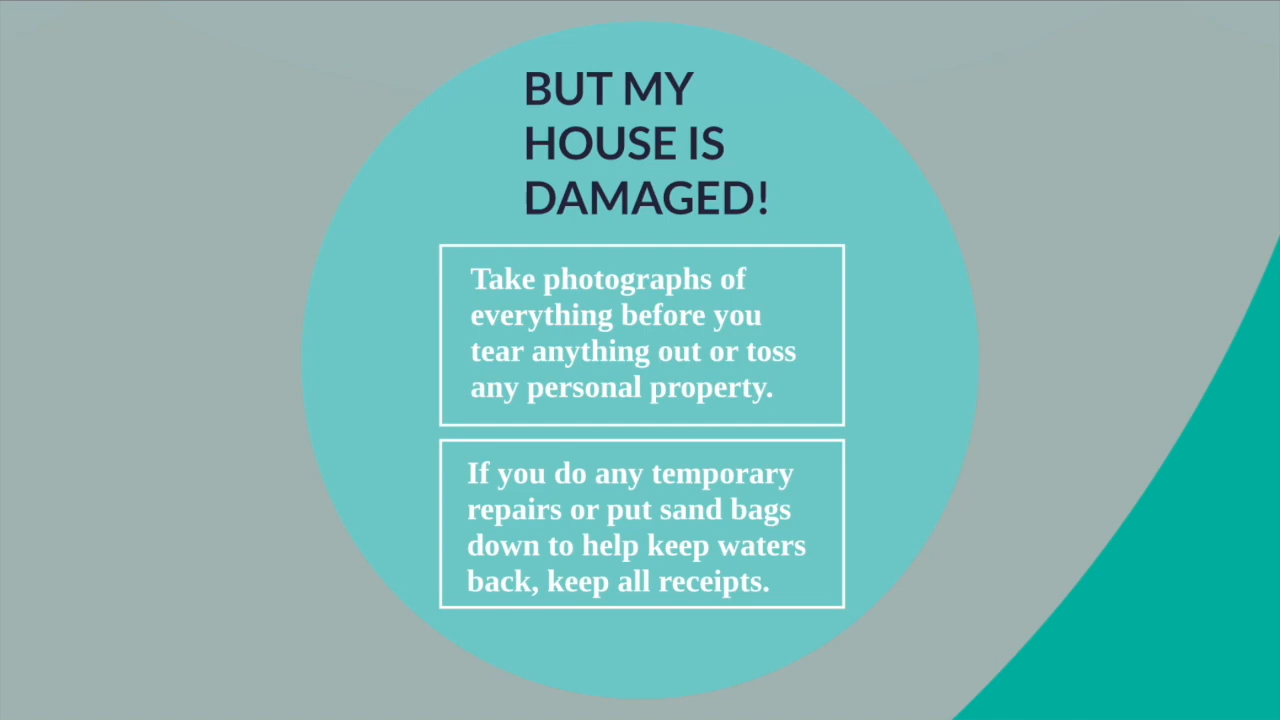 BUT MY
HOUSE IS
DAMAGED!
Take photographs of
everything before you
tear anything out or toss
any personal property.
If you do any temporary
repairs or put sand bags
down to help keep waters
back, keep all receipts.